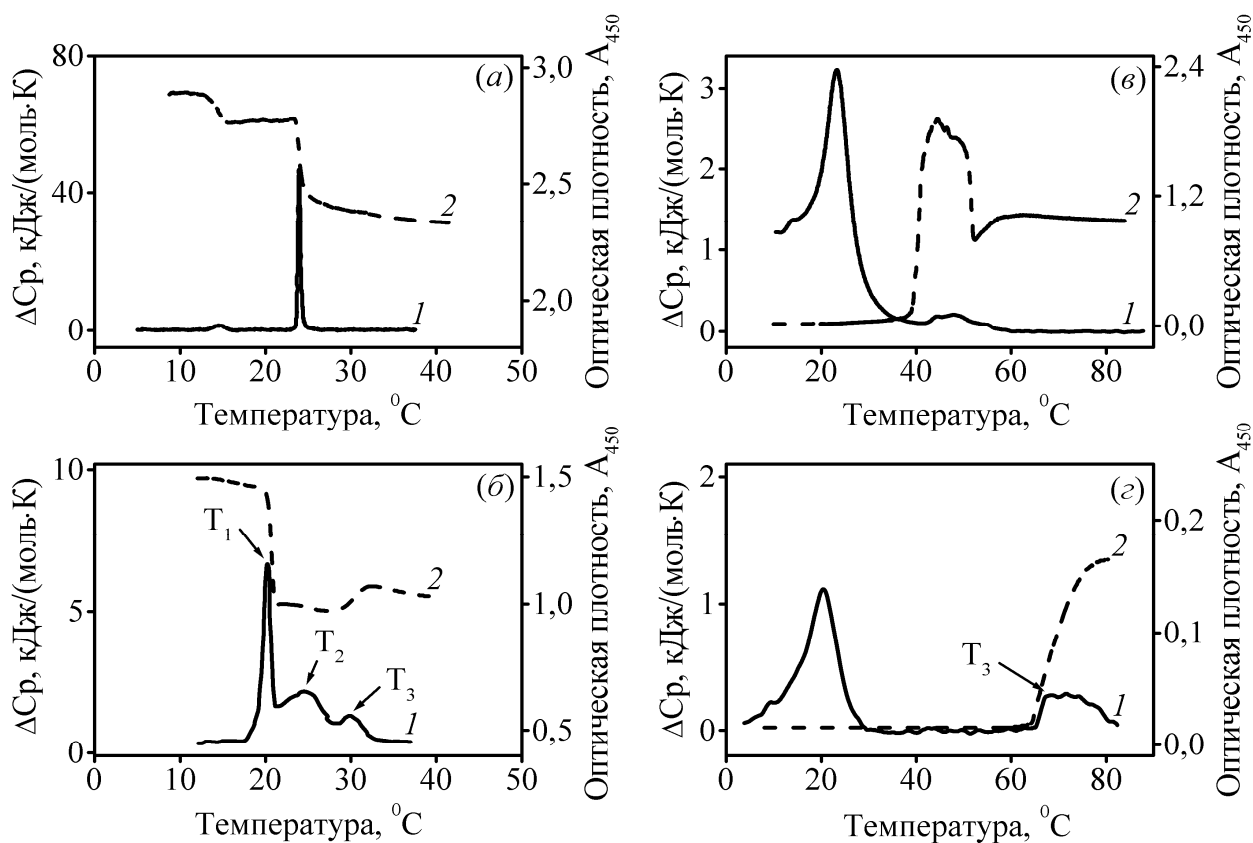 (а)
ΔCp, кДж/(моль·К)
80
40
0
3,0
2,5
2,0
Оптическая плотность, A450
2
1
0 10 20 30 40 50
Температура, 0C
(в)
ΔCp, кДж/(моль·К)
3
2
1
0
2,4
1,2
0,0
Оптическая плотность, A450
2
1
0 20 40 60 80
Температура, 0C
(б)
ΔCp, кДж/(моль·К)
10
5
0
1,5
1,0
0,5
Оптическая плотность, A450
T1
T2
T3
2
1
0 10 20 30 40 50
Температура, 0C
(г)
ΔCp, кДж/(моль·К)
2
1
0
0,2
0,1
0,0
Оптическая плотность, A450
T3
2
1
0 20 40 60 80
Температура, 0C